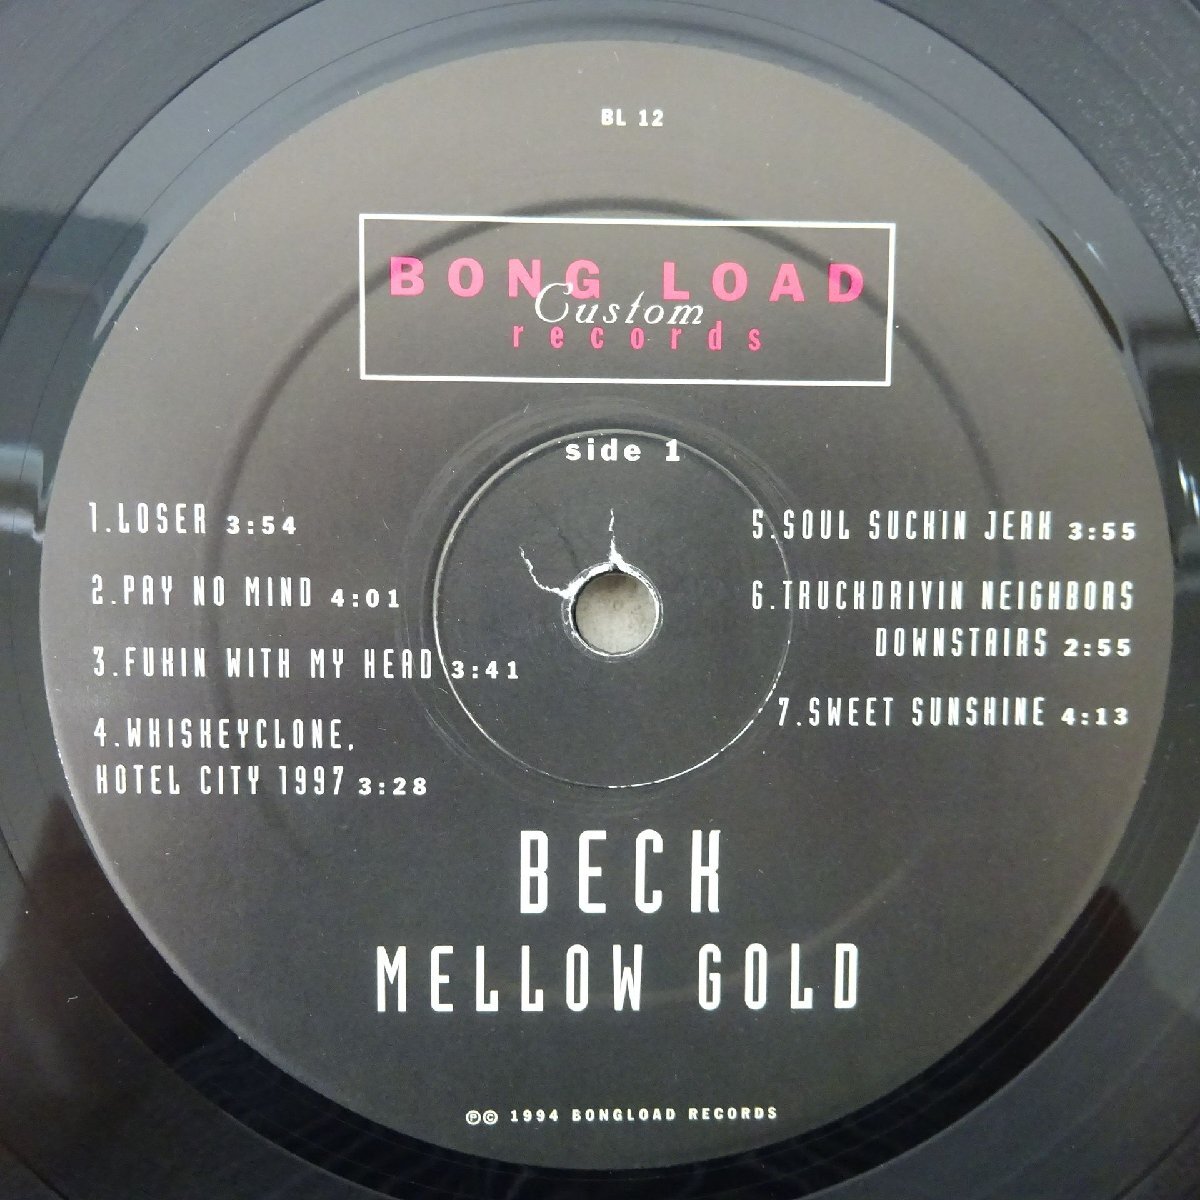 BL 12
BONG LOAD
Custom
records
side 1
1.LOSER 3:54
2.PAY NO MIND 4:01
3.FUKIN WITH MY HEAD 3:41
4.WHISKEYCLONE,
HOTEL CITY 1997 3:28
5.SOUL SUCKIN JERK 3:55
6.TRUCKDRIVIN NEIGHBORS
DOWNSTAIRS 2:55
7.SWEET SUNSHINE 4:13
BECK
MELLOW GOLD
℗© 1994 BONGLOAD RECORDS